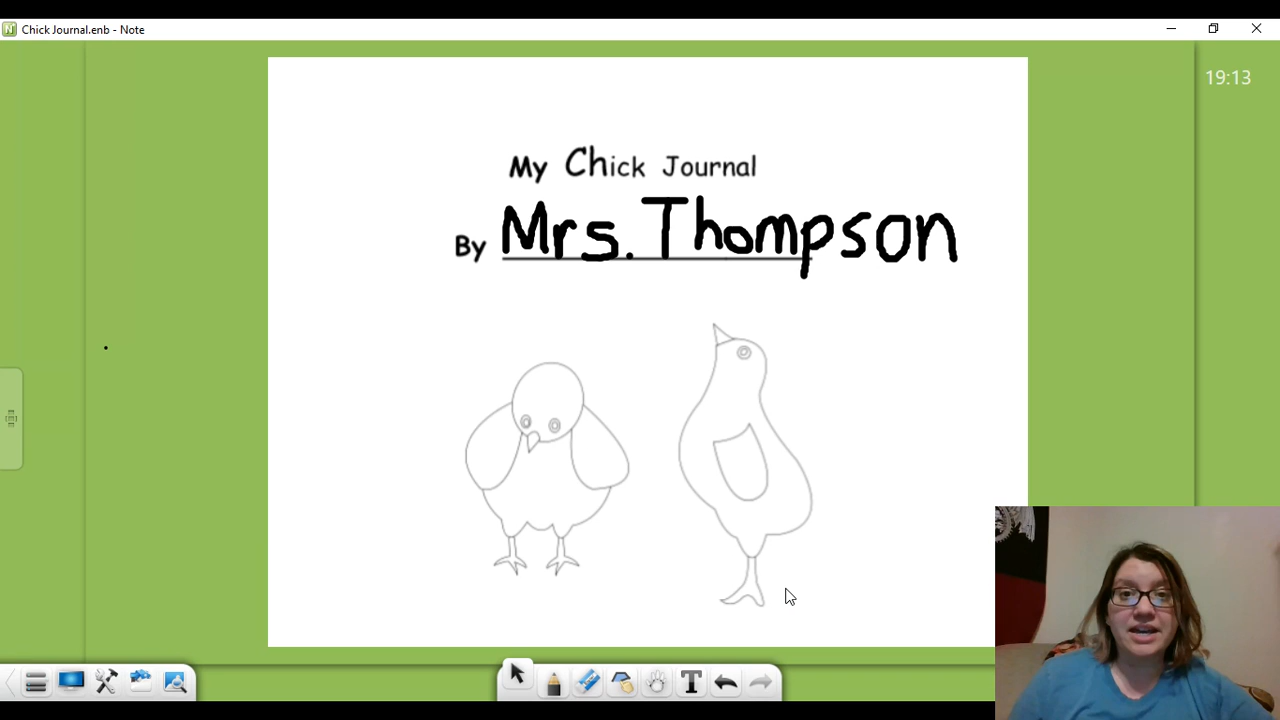 Chick Journal.enb - Note
19:13
My Chick Journal
By Mrs. Thompson
T